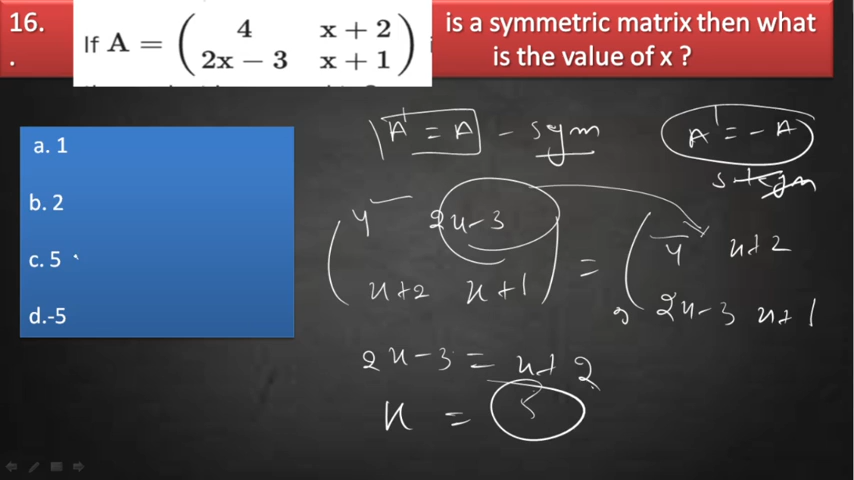 16. If A = ( 4 x + 2 is a symmetric matrix then what
. 2x − 3 x + 1 ) is the value of x ?
a. 1
b. 2
c. 5
d.-5
A' = A - sym
A' = - A
4 2x-3 = 4 x+2
x+2 x+1 2x-3 x+1
2x-3 = x+2
x = 5